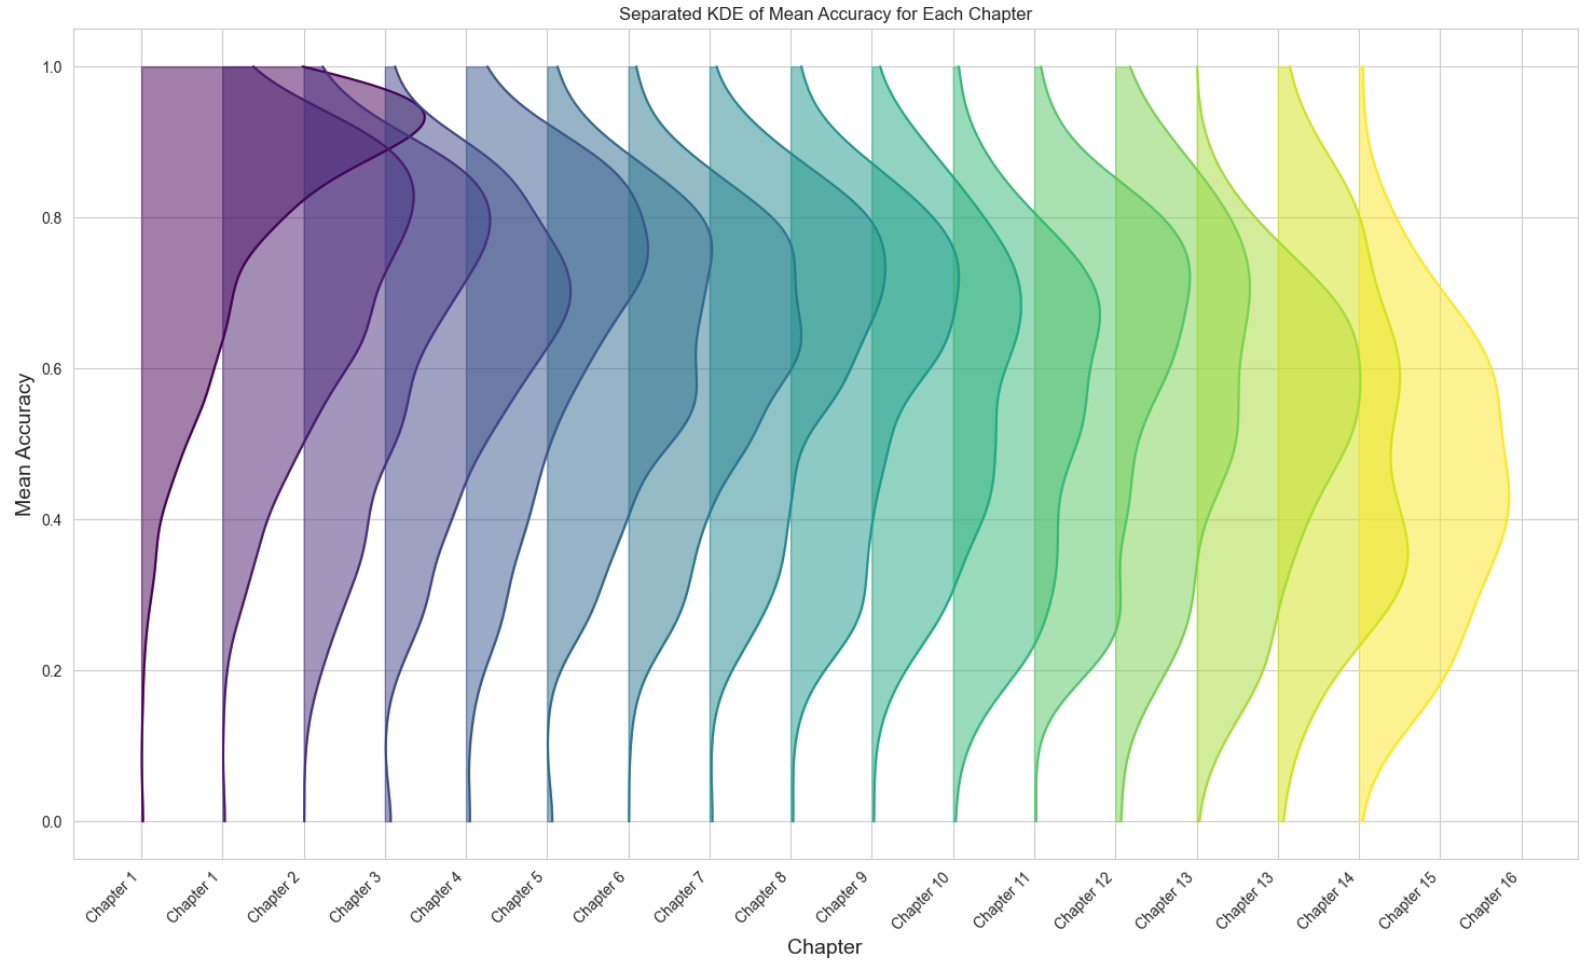 Separated KDE of Mean Accuracy for Each Chapter
1.0
0.8
0.6
0.4
0.2
0.0
Mean Accuracy
Chapter 1
Chapter 1
Chapter 2
Chapter 3
Chapter 4
Chapter 5
Chapter 6
Chapter 7
Chapter 8
Chapter 9
Chapter 10
Chapter 11
Chapter 12
Chapter 13
Chapter 13
Chapter 14
Chapter 15
Chapter 16
Chapter